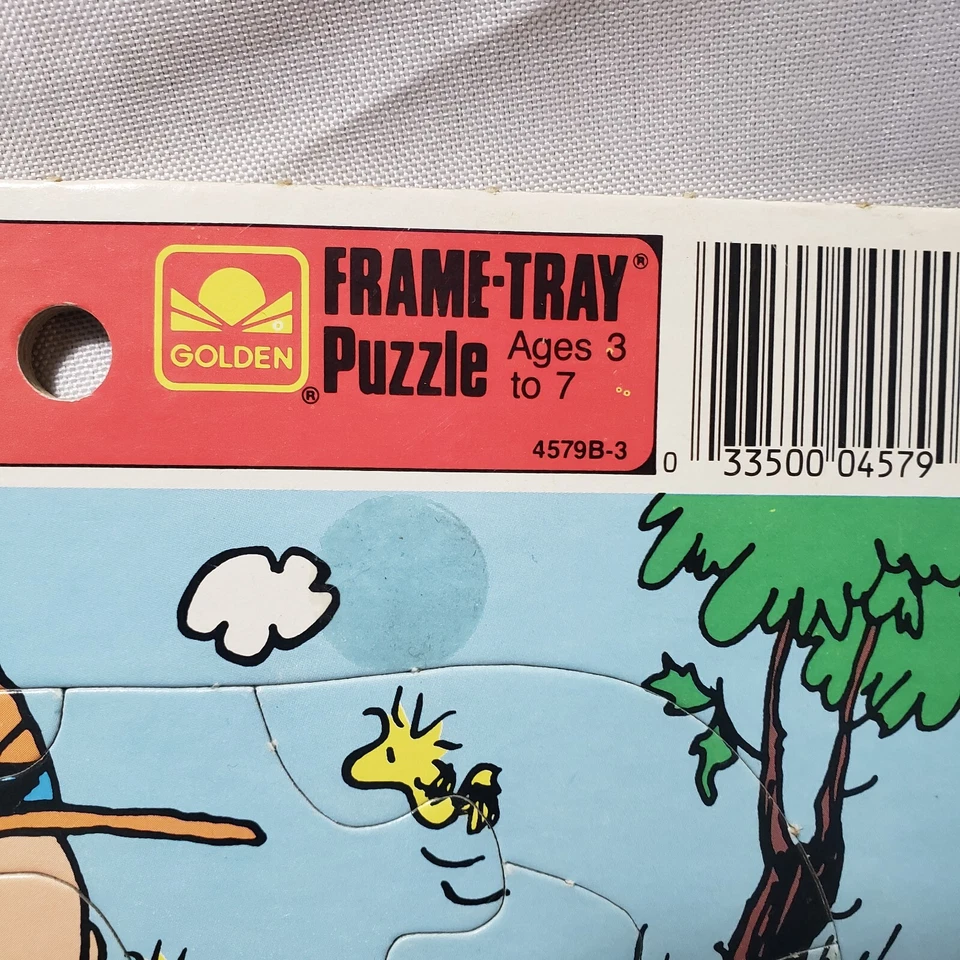 GOLDEN
®
FRAME-TRAY®
Puzzle
Ages 3
to 7
4579B-3
0 33500 04579